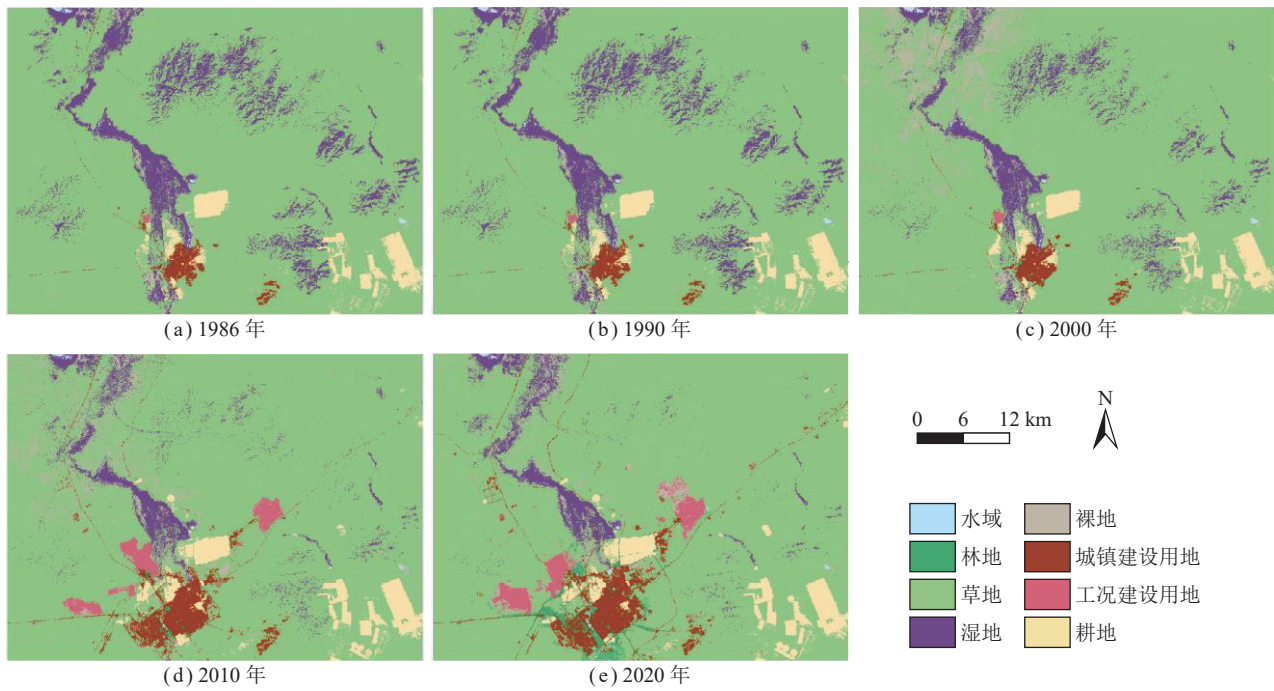 (a) 1986 年
(b) 1990 年
(c) 2000 年
(d) 2010 年
(e) 2020 年
0 6 12 km
N
水域
裸地
林地
城镇建设用地
草地
工况建设用地
湿地
耕地